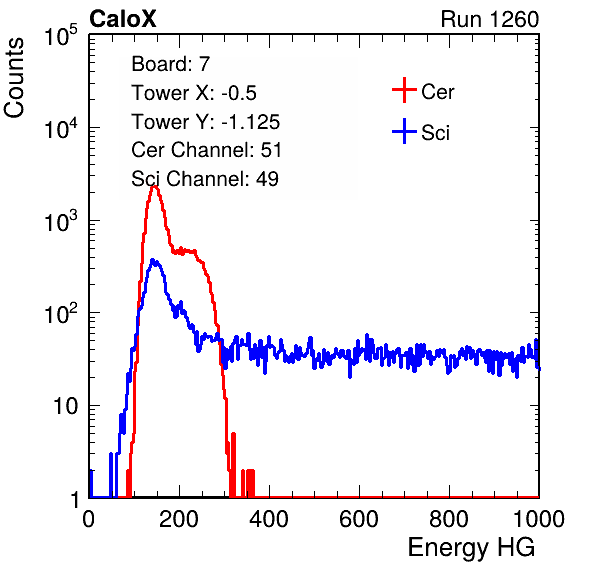 CaloX Run 1260
Counts
10^5
10^4
10^3
10^2
10
1
Board: 7
Tower X: -0.5
Tower Y: -1.125
Cer Channel: 51
Sci Channel: 49
Cer
Sci
0 200 400 600 800 1000
Energy HG